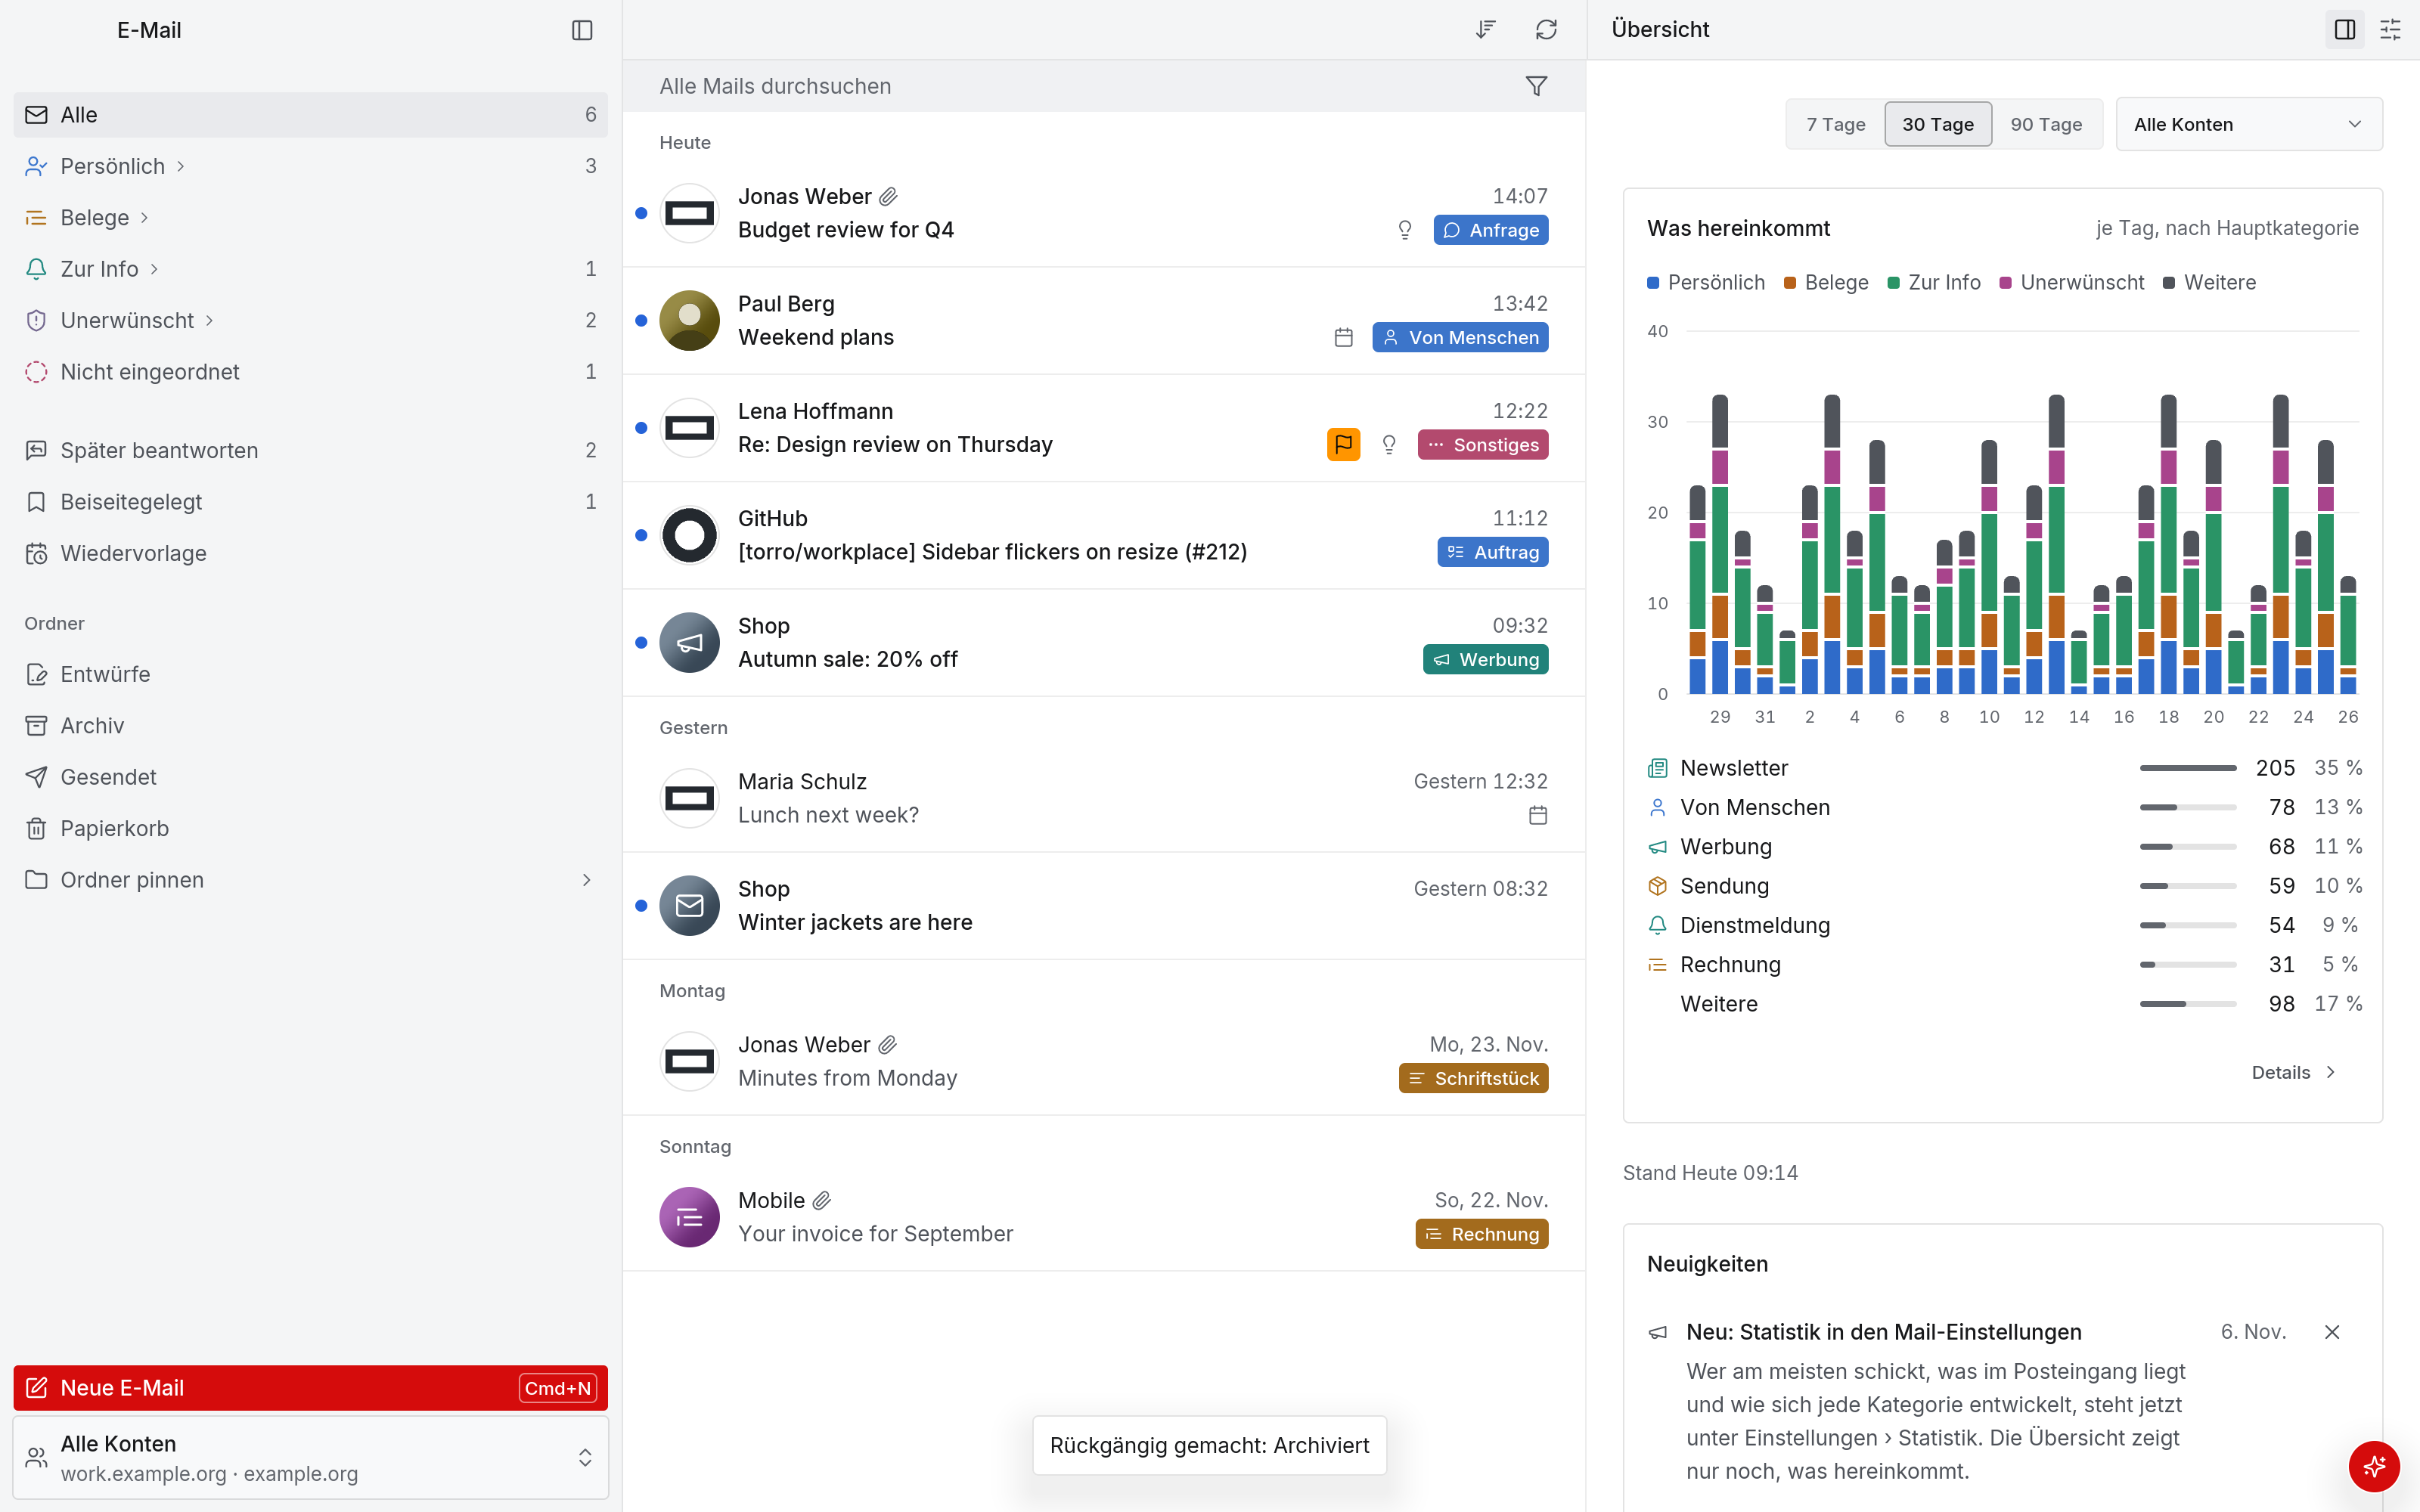 E-Mail
Alle 6
Persönlich 3
Belege
Zur Info 1
Unerwünscht 2
Nicht eingeordnet 1
Später beantworten 2
Beiseitegelegt 1
Wiedervorlage
Ordner
Entwürfe
Archiv
Gesendet
Papierkorb
Ordner pinnen
Neue E-Mail Cmd+N
Alle Konten
work.example.org · example.org
Alle Mails durchsuchen
Heute
Jonas Weber 14:07
Budget review for Q4 Anfrage
Paul Berg 13:42
Weekend plans Von Menschen
Lena Hoffmann 12:22
Re: Design review on Thursday Sonstiges
GitHub 11:12
[torro/workplace] Sidebar flickers on resize (#212) Auftrag
Shop 09:32
Autumn sale: 20% off Werbung
Gestern
Maria Schulz Gestern 12:32
Lunch next week?
Shop Gestern 08:32
Winter jackets are here
Montag
Jonas Weber Mo, 23. Nov.
Minutes from Monday Schriftstück
Sonntag
Mobile So, 22. Nov.
Your invoice for September Rechnung
Rückgängig gemacht: Archiviert
Übersicht
7 Tage 30 Tage 90 Tage Alle Konten
Was hereinkommt je Tag, nach Hauptkategorie
Persönlich Belege Zur Info Unerwünscht Weitere
40
30
20
10
0
29 31 2 4 6 8 10 12 14 16 18 20 22 24 26
Newsletter 205 35 %
Von Menschen 78 13 %
Werbung 68 11 %
Sendung 59 10 %
Dienstmeldung 54 9 %
Rechnung 31 5 %
Weitere 98 17 %
Details
Stand Heute 09:14
Neuigkeiten
Neu: Statistik in den Mail-Einstellungen 6. Nov.
Wer am meisten schickt, was im Posteingang liegt
und wie sich jede Kategorie entwickelt, steht jetzt
unter Einstellungen › Statistik. Die Übersicht zeigt
nur noch, was hereinkommt.